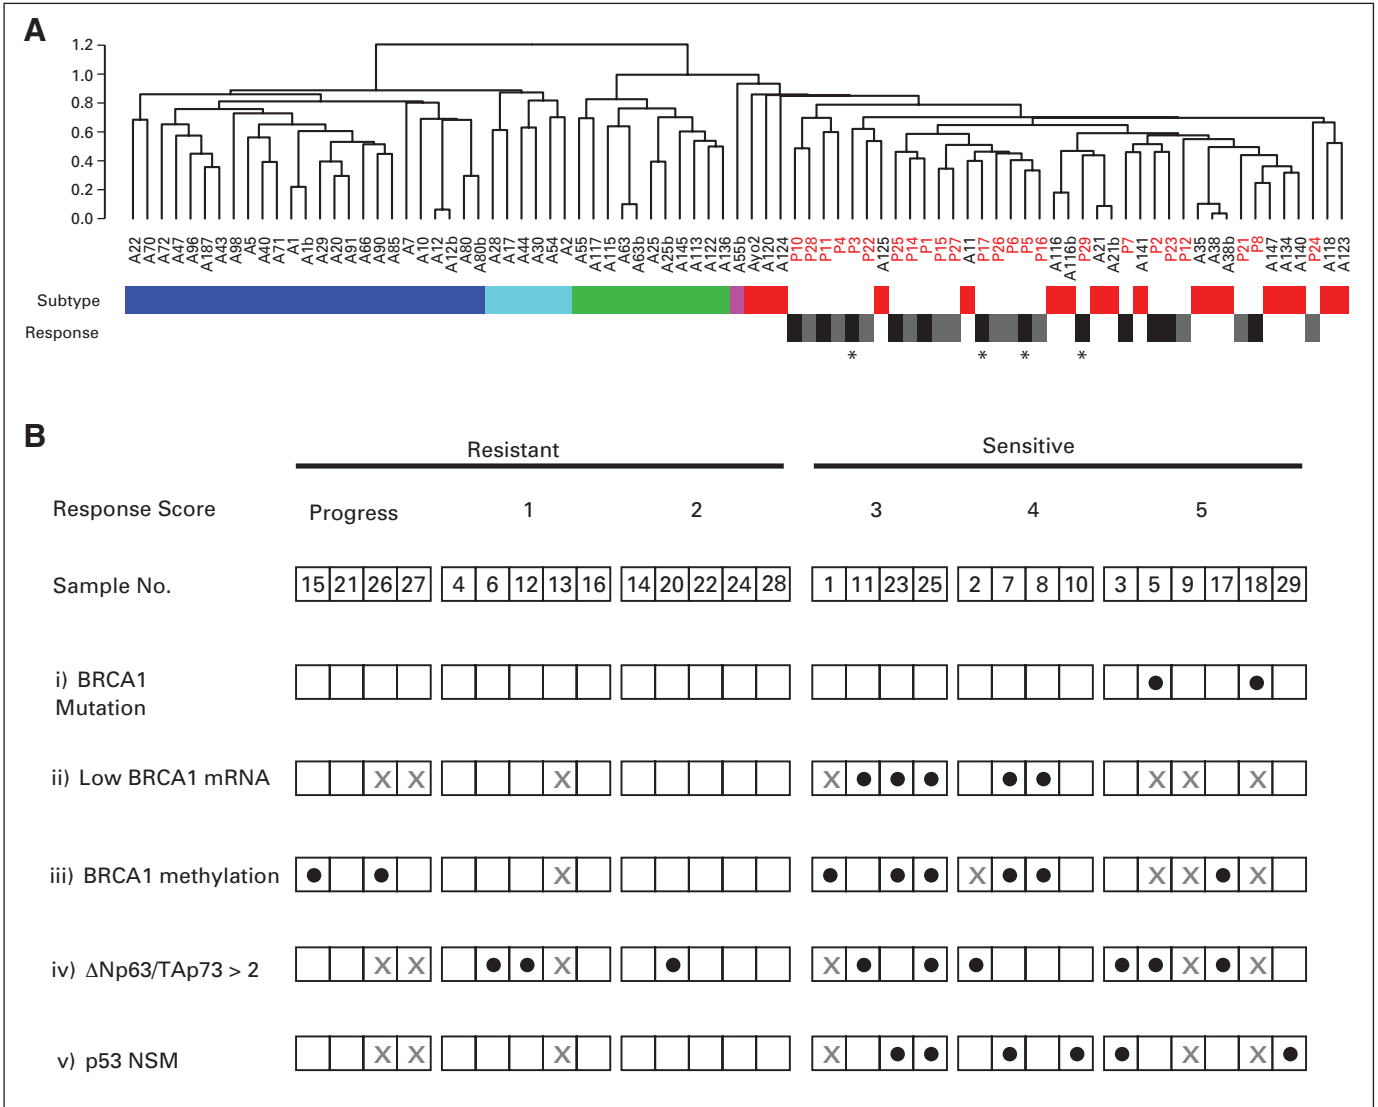 A
1.2
1.0
0.8
0.6
0.4
0.2
0.0
A22 A70 A72 A47 A96 A187 A43 A98 A5 A40 A71 A1 A1b A29 A20 A91 A66 A90 A85 A7 A10 A12 A12b A80 A80b A28 A17 A44 A30 A54 A2 A55 A117 A115 A63 A63b A25 A25b A145 A113 A122 A136 A55b Ayo2 A120 A124 P10 P28 P11 P4 P3 P22 A125 P25 P14 P1 P15 P27 A11 P17 P26 P6 P5 P16 A116 A116b P29 A21 A21b P7 A141 P2 P23 P12 A35 A38 A38b P21 P8 A147 A134 A140 P24 A118 A123
Subtype
Response
* * * *
B
Resistant Sensitive
Response Score Progress 1 2 3 4 5
Sample No. 15 21 26 27 4 6 12 13 16 14 20 22 24 28 1 11 23 25 2 7 8 10 3 5 9 17 18 29
i) BRCA1
Mutation
ii) Low BRCA1 mRNA X X X X X X X
iii) BRCA1 methylation X X X X X
iv) ΔNp63/TAp73 > 2 X X X X X X
v) p53 NSM X X X X X X